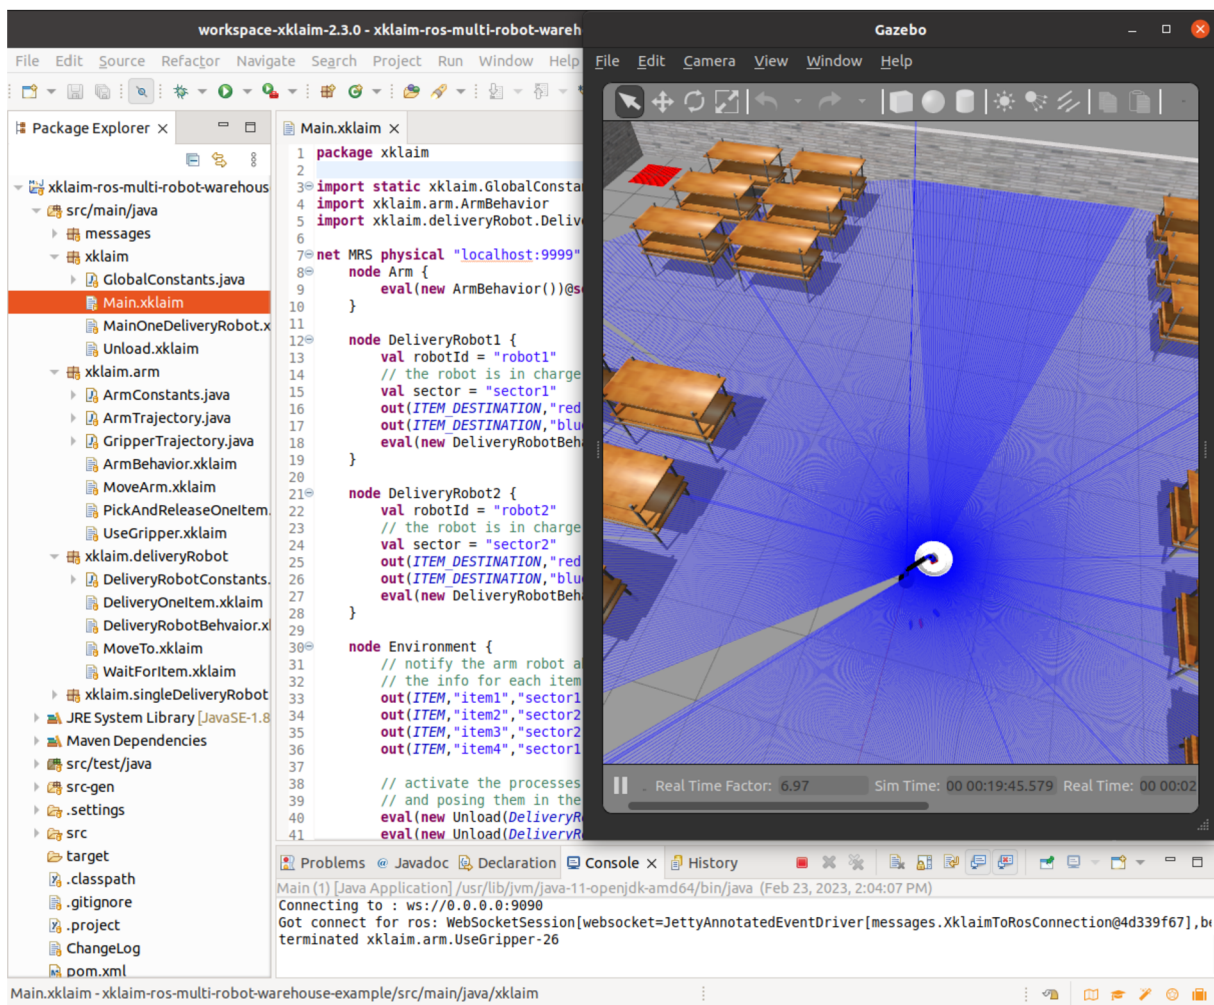 workspace-xklaim-2.3.0 - xklaim-ros-multi-robot-wareh
File Edit Source Refactor Navigate Search Project Run Window Help
Package Explorer
xklaim-ros-multi-robot-warehous
src/main/java
messages
xklaim
GlobalConstants.java
Main.xklaim
MainOneDeliveryRobot.x
Unload.xklaim
xklaim.arm
ArmConstants.java
ArmTrajectory.java
GripperTrajectory.java
ArmBehavior.xklaim
MoveArm.xklaim
PickAndReleaseOneItem.
UseGripper.xklaim
xklaim.deliveryRobot
DeliveryRobotConstants.
DeliveryOneItem.xklaim
DeliveryRobotBehvaior.xl
MoveTo.xklaim
WaitForItem.xklaim
xklaim.singleDeliveryRobot
JRE System Library [JavaSE-1.8
Maven Dependencies
src/test/java
src-gen
.settings
src
target
.classpath
.gitignore
.project
ChangeLog
pom.xml
Main.xklaim
1 package xklaim
2
3 import static xklaim.GlobalConstan
4 import xklaim.arm.ArmBehavior
5 import xklaim.deliveryRobot.Delive
6
7 net MRS physical "localhost:9999"
8 node Arm {
9 eval(new ArmBehavior())@se
10 }
11
12 node DeliveryRobot1 {
13 val robotId = "robot1"
14 // the robot is in charge
15 val sector = "sector1"
16 out(ITEM_DESTINATION,"red
17 out(ITEM_DESTINATION,"blu
18 eval(new DeliveryRobotBeh
19 }
20
21 node DeliveryRobot2 {
22 val robotId = "robot2"
23 // the robot is in charge
24 val sector = "sector2"
25 out(ITEM_DESTINATION,"red
26 out(ITEM_DESTINATION,"blu
27 eval(new DeliveryRobotBeh
28 }
29
30 node Environment {
31 // notify the arm robot a
32 // the info for each item
33 out(ITEM,"item1","sector1
34 out(ITEM,"item2","sector2
35 out(ITEM,"item3","sector2
36 out(ITEM,"item4","sector1
37
38 // activate the processes
39 // and posing them in the
40 eval(new Unload(DeliveryR
41 eval(new Unload(DeliveryR
Gazebo
File Edit Camera View Window Help
Real Time Factor: 6.97 Sim Time: 00 00:19:45.579 Real Time: 00 00:02
Problems Javadoc Declaration Console History
Main (1) [Java Application] /usr/lib/jvm/java-11-openjdk-amd64/bin/java (Feb 23, 2023, 2:04:07 PM)
Connecting to : ws://0.0.0.0:9090
Got connect for ros: WebSocketSession[websocket=JettyAnnotatedEventDriver[messages.XklaimToRosConnection@4d339f67],be
terminated xklaim.arm.UseGripper-26
Main.xklaim - xklaim-ros-multi-robot-warehouse-example/src/main/java/xklaim